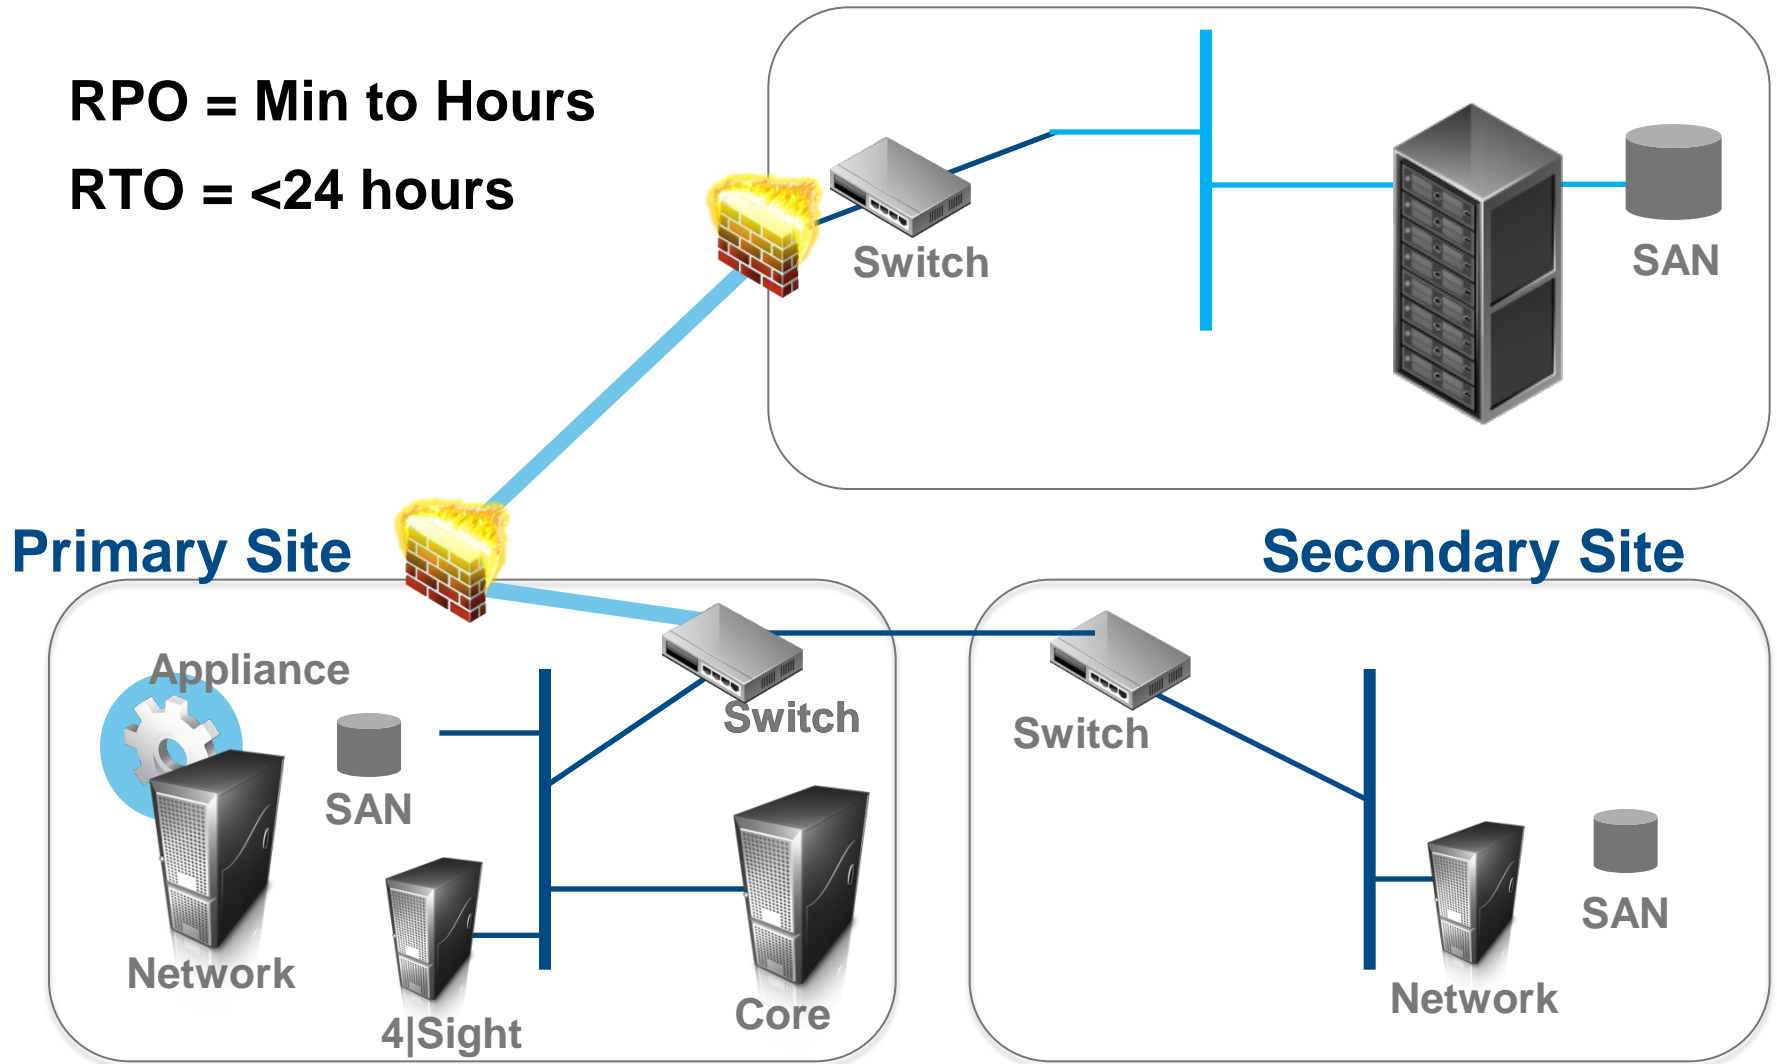 RPO = Min to Hours
RTO = <24 hours
Switch
SAN
Primary Site
Secondary Site
Appliance
Switch
Switch
SAN
SAN
Network
Network
Core
4|Sight